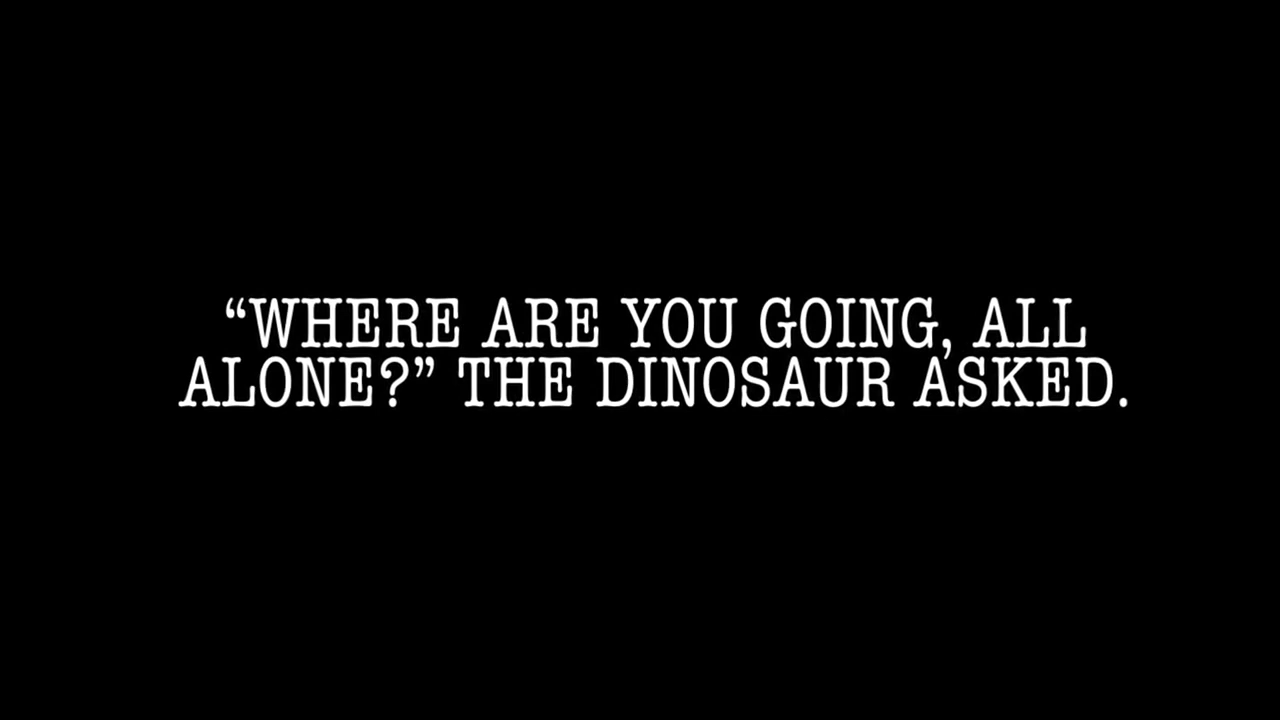 “WHERE ARE YOU GOING, ALL
ALONE?” THE DINOSAUR ASKED.